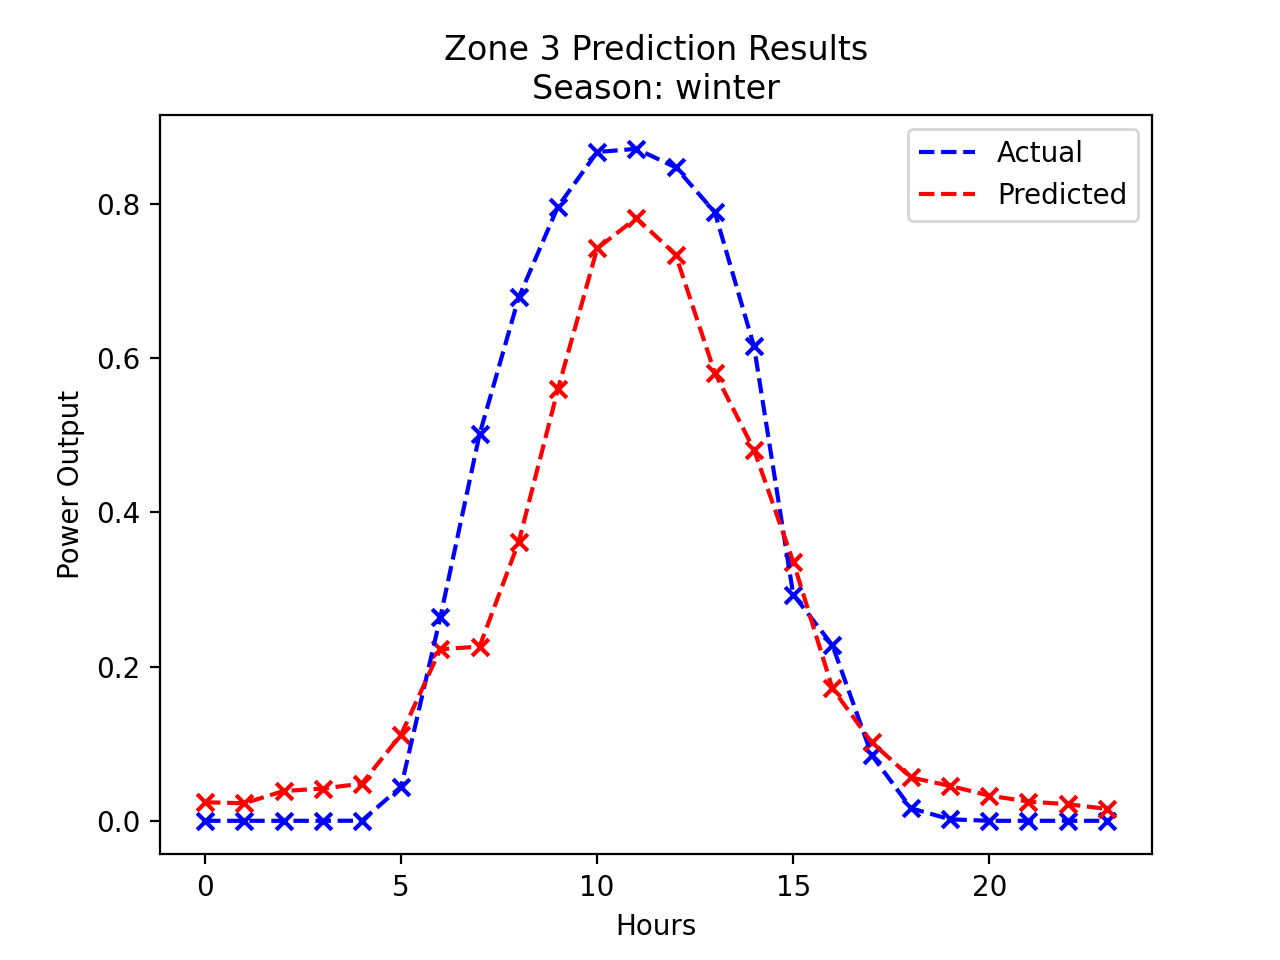 Zone 3 Prediction Results
Season: winter
Actual
Predicted
0.8
0.6
0.4
0.2
0.0
Power Output
0 5 10 15 20
Hours